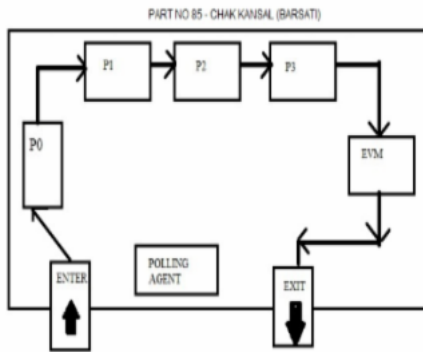 PART NO 85 - CHAK KANSAL (BARSATI)
P1
P2
P3
P0
EVM
ENTER
POLLING
AGENT
EXIT